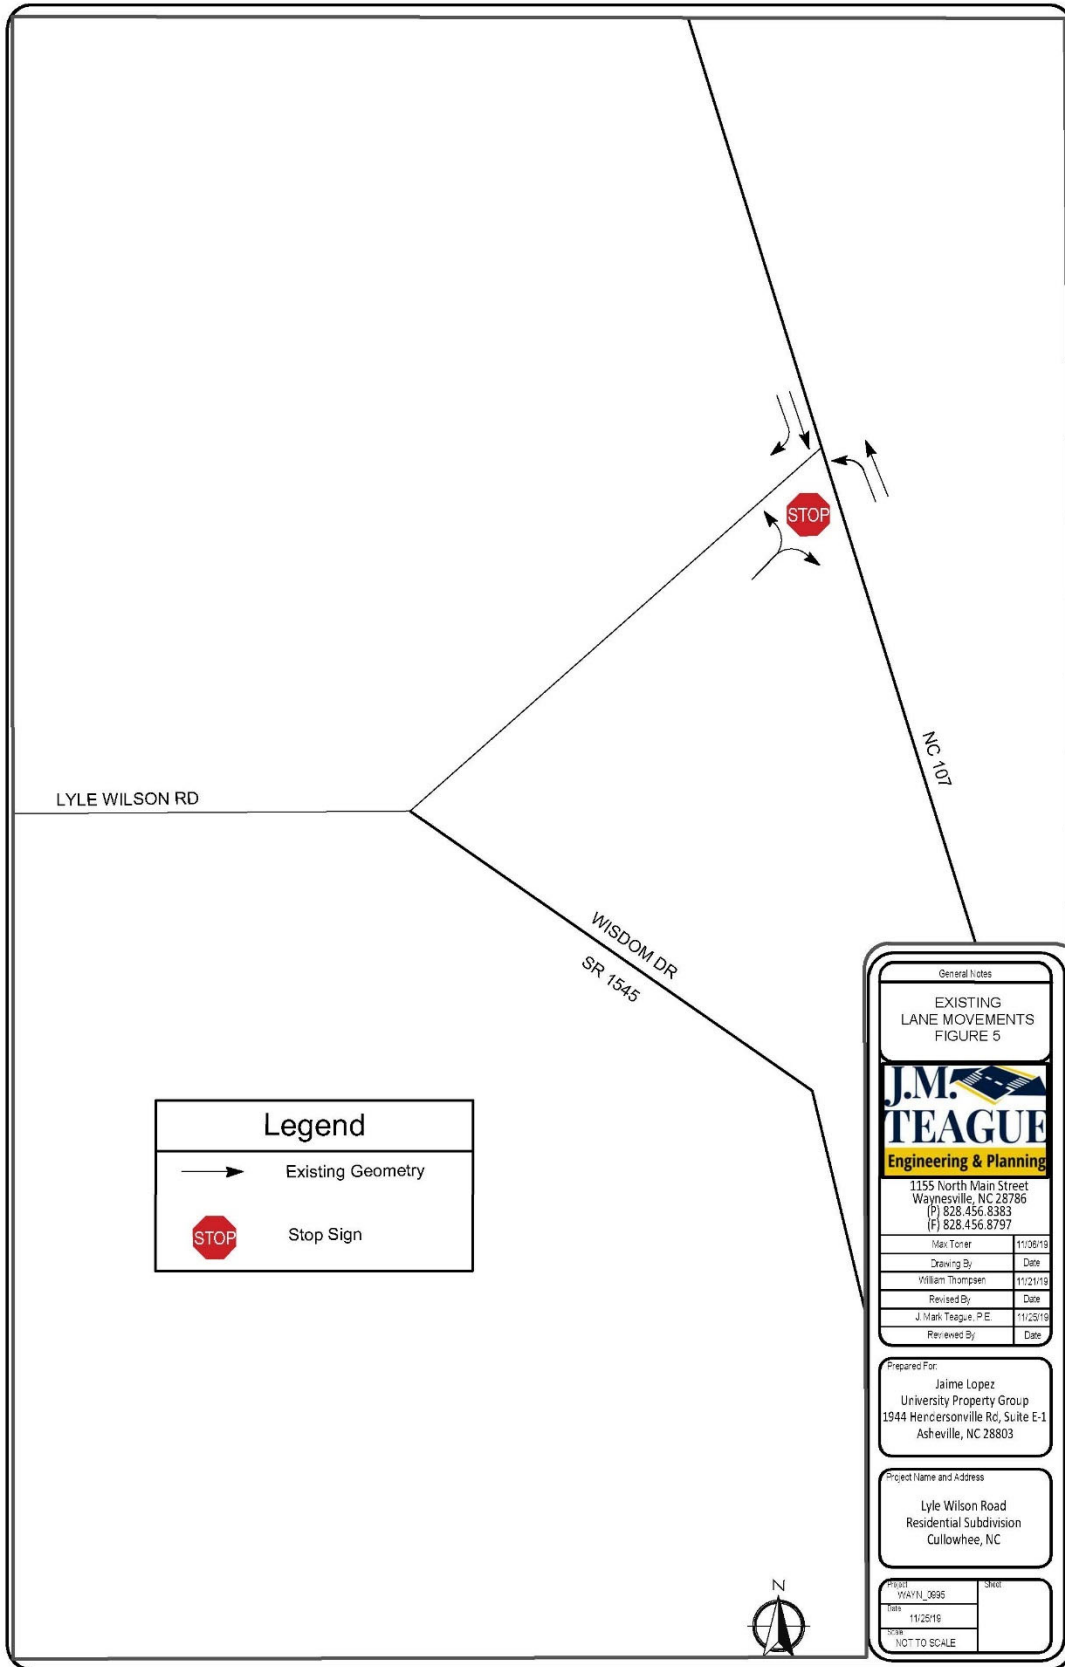 STOP
NC 107
LYLE WILSON RD
WISDOM DR
SR 1545
Legend
Existing Geometry
STOP
Stop Sign
N
General Notes
EXISTING
LANE MOVEMENTS
FIGURE 5
J.M.
TEAGUE
Engineering & Planning
1155 North Main Street
Waynesville, NC 28786
(P) 828.456.8383
(F) 828.456.8797
Max Toner 11/06/19
Drawing By Date
William Thompsen 11/21/19
Revised By Date
J. Mark Teague, P.E. 11/25/19
Reviewed By Date
Prepared For:
Jaime Lopez
University Property Group
1944 Hendersonville Rd, Suite E-1
Asheville, NC 28803
Project Name and Address
Lyle Wilson Road
Residential Subdivision
Cullowhee, NC
Project Sheet
WAYN_0895
Date
11/25/19
Scale
NOT TO SCALE